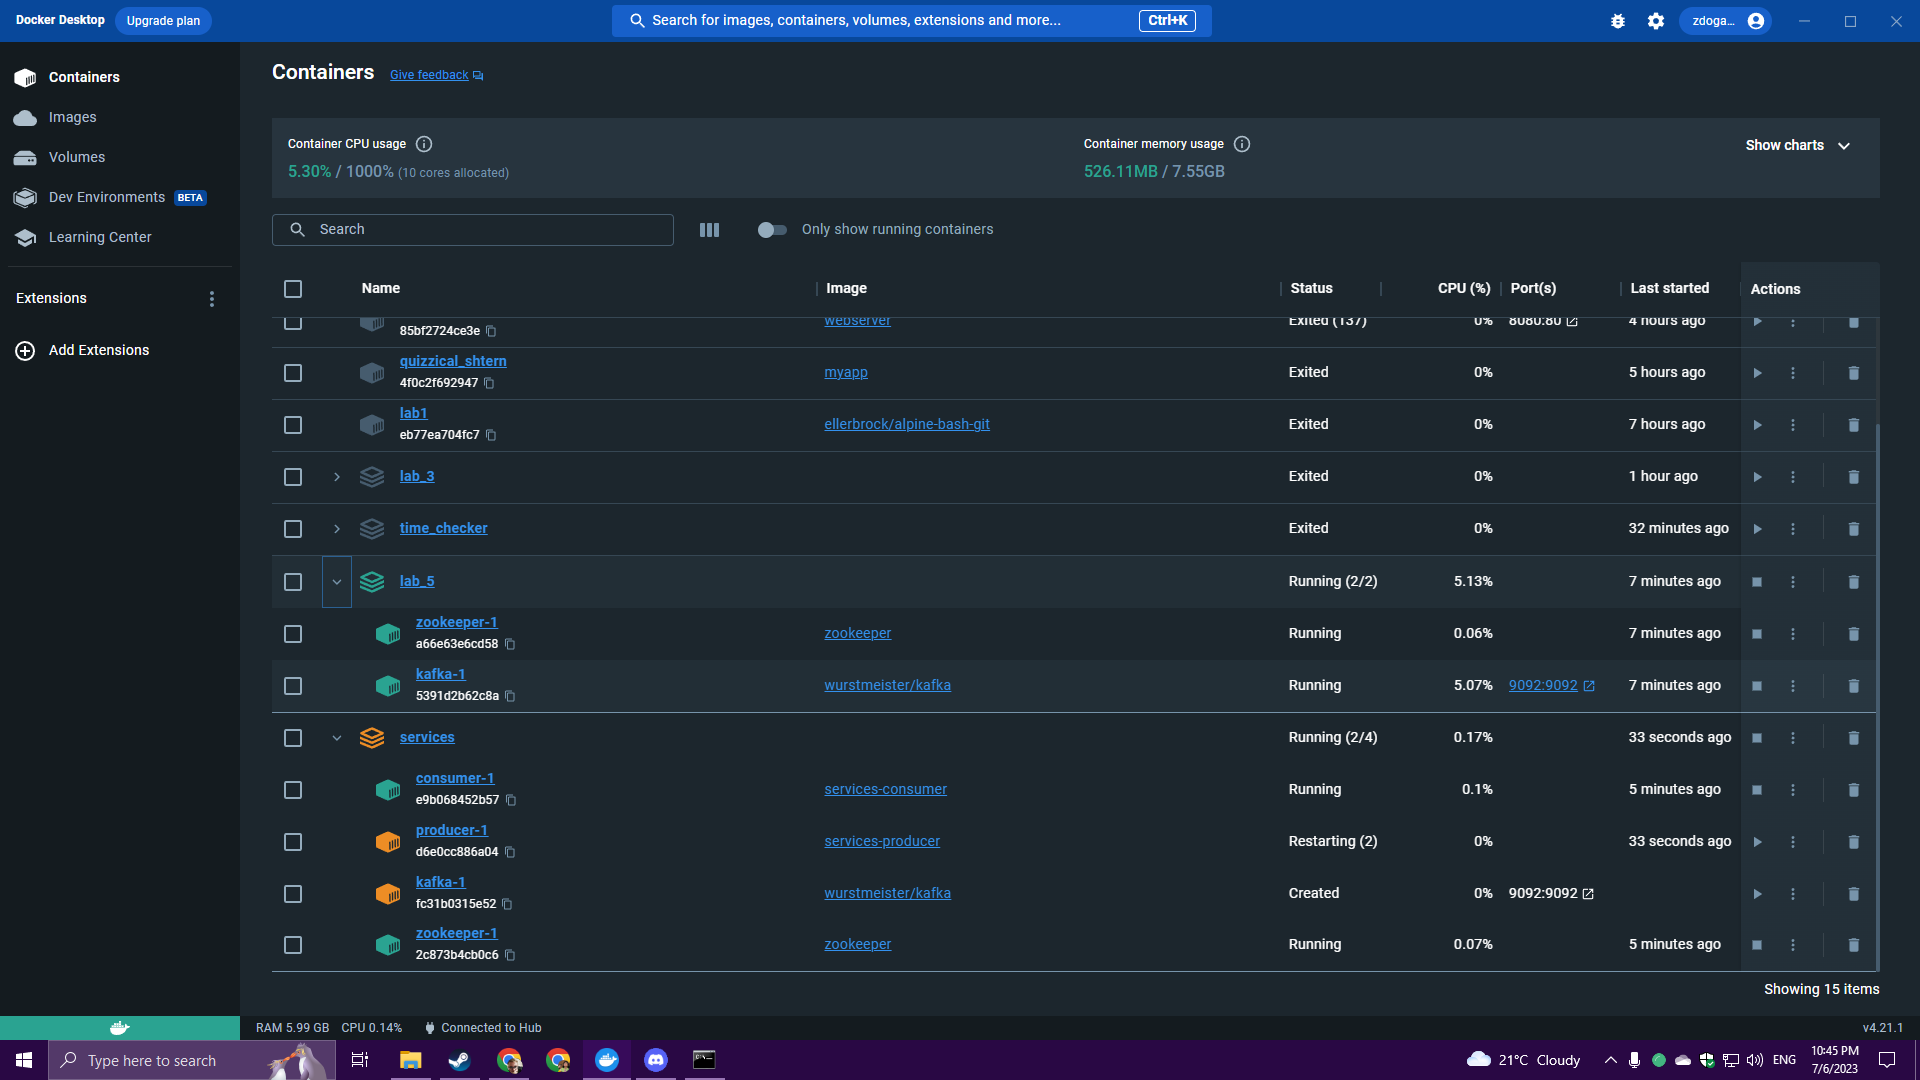 Docker Desktop
Upgrade plan
Search for images, containers, volumes, extensions and more...
Ctrl+K
zdoga...
Containers
Images
Volumes
Dev Environments BETA
Learning Center
Extensions
Add Extensions
Containers
Give feedback
Container CPU usage
5.30% / 1000% (10 cores allocated)
Container memory usage
526.11MB / 7.55GB
Show charts
Search
Only show running containers
Name Image Status CPU (%) Port(s) Last started Actions
85bf2724ce3e webserver Exited (137) 0% 8080:80 4 hours ago
quizzical_shtern
4f0c2f692947 myapp Exited 0% 5 hours ago
lab1
eb77ea704fc7 ellerbrock/alpine-bash-git Exited 0% 7 hours ago
lab_3 Exited 0% 1 hour ago
time_checker Exited 0% 32 minutes ago
lab_5 Running (2/2) 5.13% 7 minutes ago
zookeeper-1
a66e63e6cd58 zookeeper Running 0.06% 7 minutes ago
kafka-1
5391d2b62c8a wurstmeister/kafka Running 5.07% 9092:9092 7 minutes ago
services Running (2/4) 0.17% 33 seconds ago
consumer-1
e9b068452b57 services-consumer Running 0.1% 5 minutes ago
producer-1
d6e0cc886a04 services-producer Restarting (2) 0% 33 seconds ago
kafka-1
fc31b0315e52 wurstmeister/kafka Created 0% 9092:9092
zookeeper-1
2c873b4cb0c6 zookeeper Running 0.07% 5 minutes ago
Showing 15 items
RAM 5.99 GB CPU 0.14% Connected to Hub
v4.21.1
Type here to search
21°C Cloudy
ENG
10:45 PM
7/6/2023